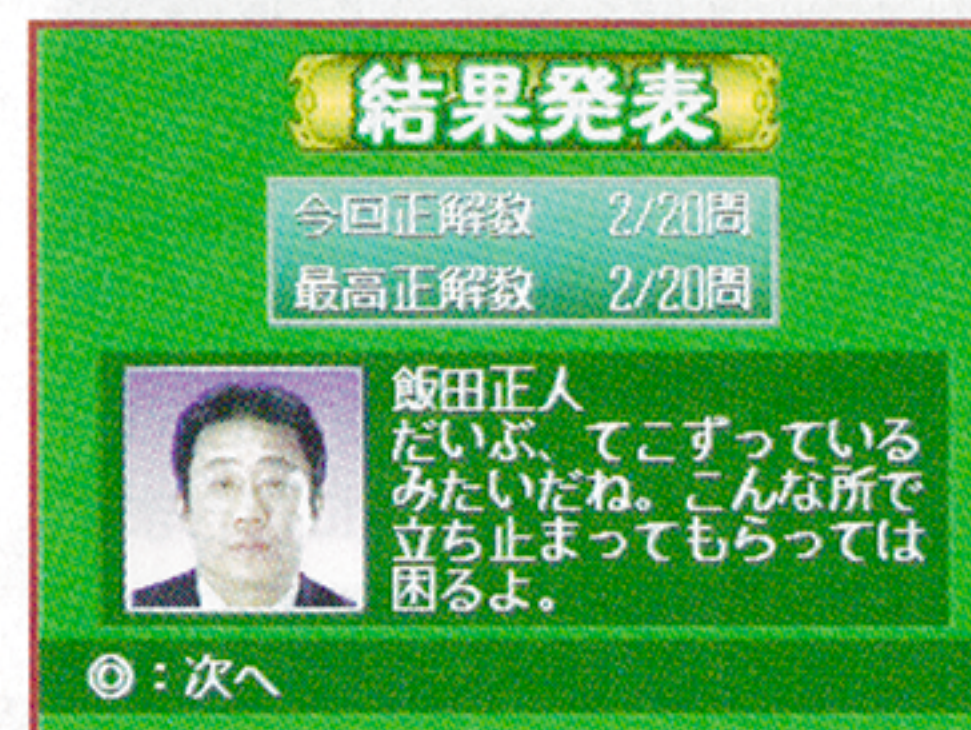 結果発表
今回正解数 2/20問
最高正解数 2/20問
飯田正人
だいぶ、てこずっている
みたいだね。こんな所で
立ち止まってもらっては
困るよ。
◎：次へ